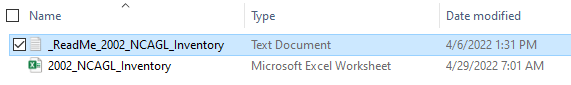 Name Type Date modified
_ReadMe_2002_NCAGL_Inventory Text Document 4/6/2022 1:31 PM
2002_NCAGL_Inventory Microsoft Excel Worksheet 4/29/2022 7:01 AM